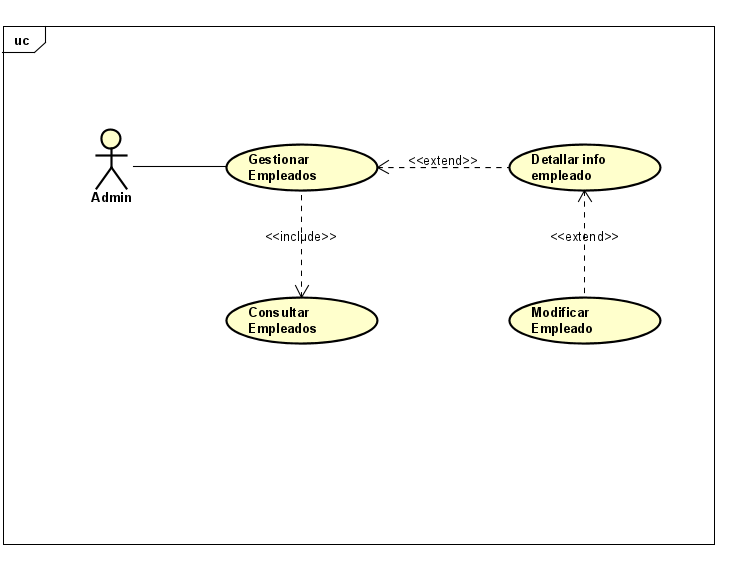 uc
Gestionar
Empleados
<<extend>>
Detallar info
empleado
Admin
<<include>>
<<extend>>
Consultar
Empleados
Modificar
Empleado